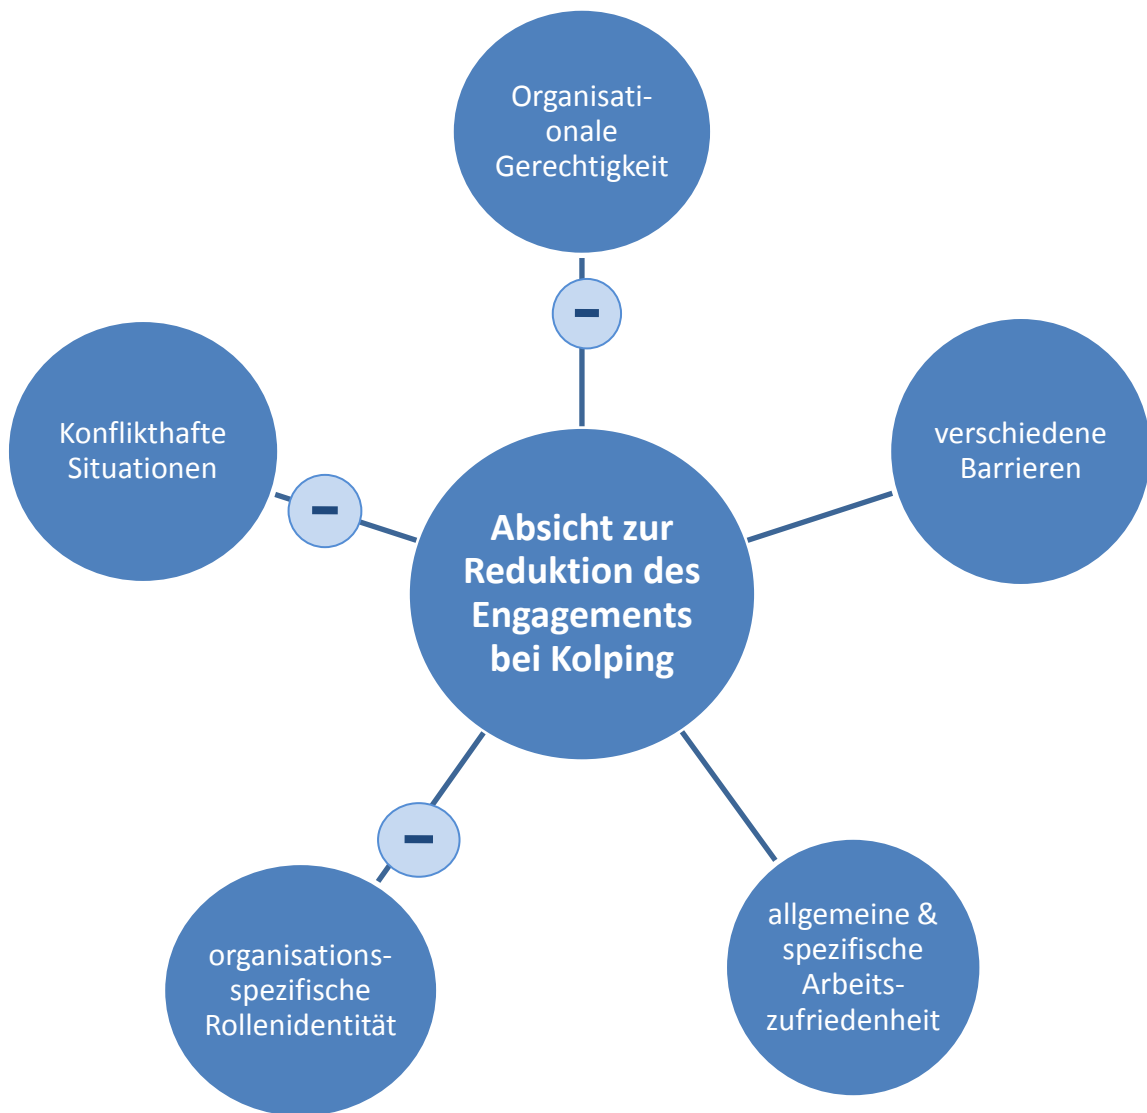 Organisati-
onale
Gerechtigkeit
–
verschiedene
Barrieren
Konflikthafte
Situationen
–
Absicht zur
Reduktion des
Engagements
bei Kolping
–
allgemeine &
spezifische
Arbeits-
zufriedenheit
organisations-
spezifische
Rollenidentität